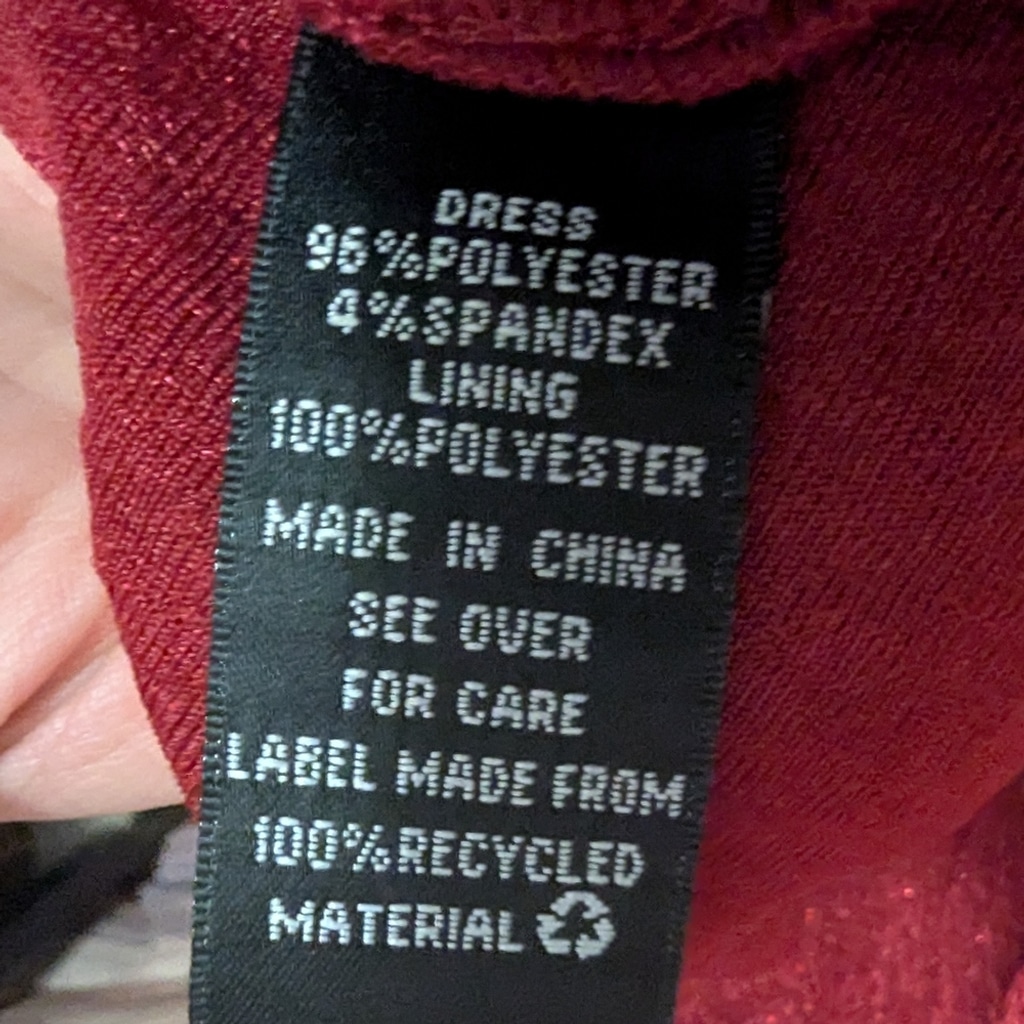 DRESS
96%POLYESTER
4%SPANDEX
LINING
100%POLYESTER
MADE IN CHINA
SEE OVER
FOR CARE
LABEL MADE FROM
100%RECYCLED
MATERIAL